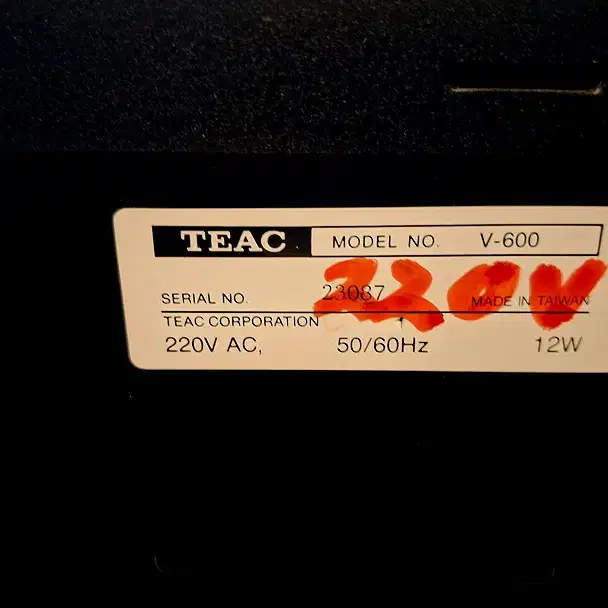 TEAC MODEL NO. V-600
220V
SERIAL NO. 23087 MADE IN TAIWAN
TEAC CORPORATION
220V AC, 50/60Hz 12W